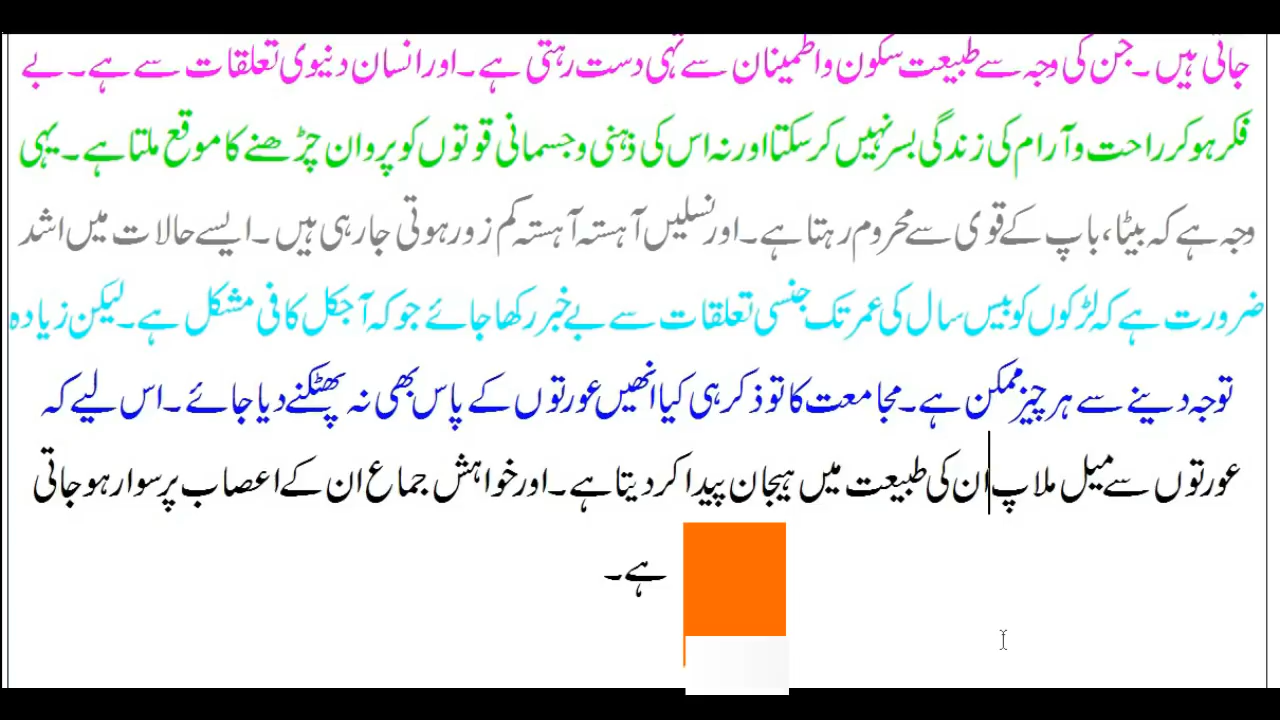 جاتی ہیں۔ جن کی وجہ سے طبیعت سکون و اطمینان سے تہی دست رہتی ہے۔ اور انسان دنیوی تعلقات سے ہے۔ بے
فکر ہو کر راحت و آرام کی زندگی بسر نہیں کر سکتا اور نہ اس کی ذہنی و جسمانی قوتوں کو پروان چڑھنے کا موقع ملتا ہے۔ یہی
وجہ ہے کہ بیٹا، باپ کے قوی سے محروم رہتا ہے۔ اور نسلیں آہستہ آہستہ کم زور ہوتی جا رہی ہیں۔ ایسے حالات میں اشد
ضرورت ہے کہ لڑکوں کو بیس سال کی عمر تک جنسی تعلقات سے بے خبر رکھا جائے جو کہ آجکل کافی مشکل ہے۔ لیکن زیادہ
توجہ دینے سے ہر چیز ممکن ہے۔ مجامعت کا تو ذکر ہی کیا انھیں عورتوں کے پاس بھی نہ پھٹکنے دیا جائے۔ اس لیے کہ
عورتوں سے میل ملاپ ان کی طبیعت میں ہیجان پیدا کر دیتا ہے۔ اور خواہش جماع ان کے اعصاب پر سوار ہو جاتی
ہے۔